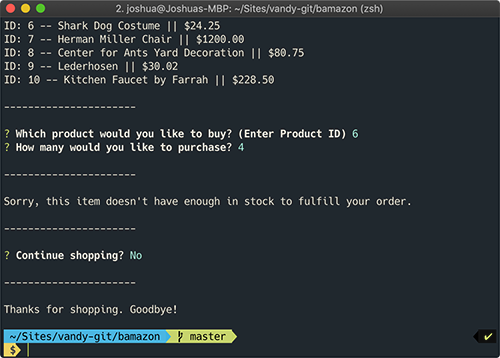 2. joshua@Joshuas-MBP: ~/Sites/vandy-git/bamazon (zsh)
ID: 6 -- Shark Dog Costume || $24.25
ID: 7 -- Herman Miller Chair || $1200.00
ID: 8 -- Center for Ants Yard Decoration || $80.75
ID: 9 -- Lederhosen || $30.02
ID: 10 -- Kitchen Faucet by Farrah || $228.50
----------------------
? Which product would you like to buy? (Enter Product ID) 6
? How many would you like to purchase? 4
----------------------
Sorry, this item doesn't have enough in stock to fulfill your order.
----------------------
? Continue shopping? No
----------------------
Thanks for shopping. Goodbye!
~/Sites/vandy-git/bamazon master ✔
$